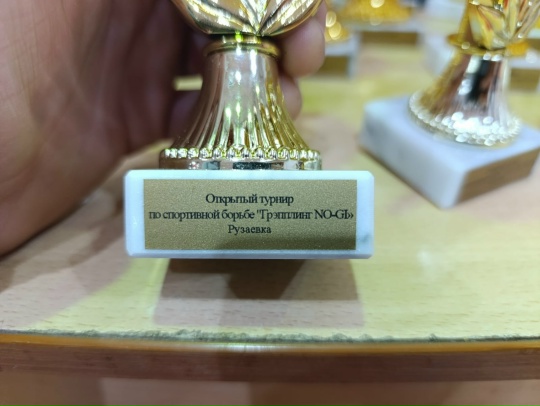 Открытый турнир
по спортивной борьбе "Грэпплинг NO-GI»
Рузаевка